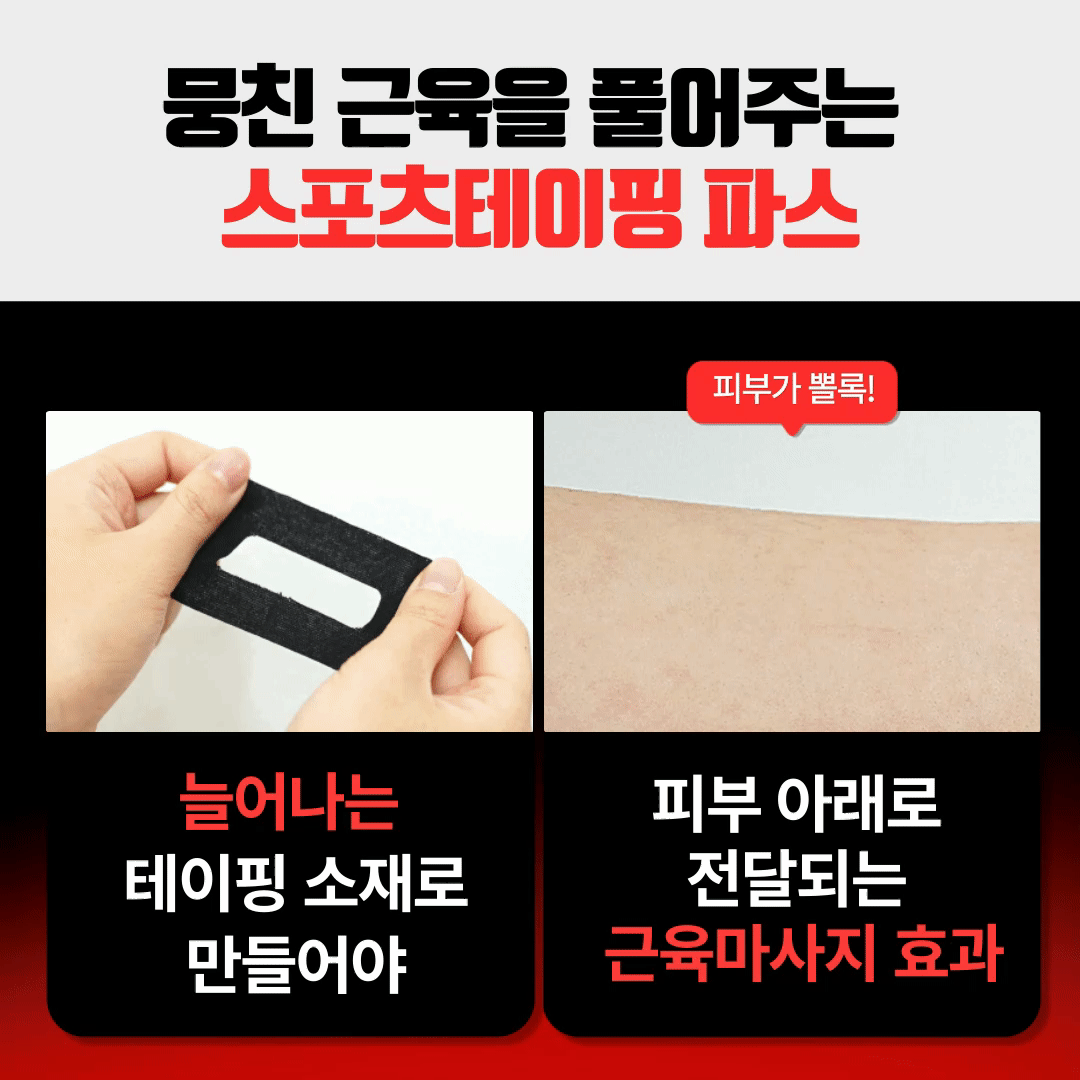 뭉친 근육을 풀어주는
스포츠테이핑 파스
피부가 뽈록!
늘어나는
테이핑 소재로
만들어야
피부 아래로
전달되는
근육마사지 효과